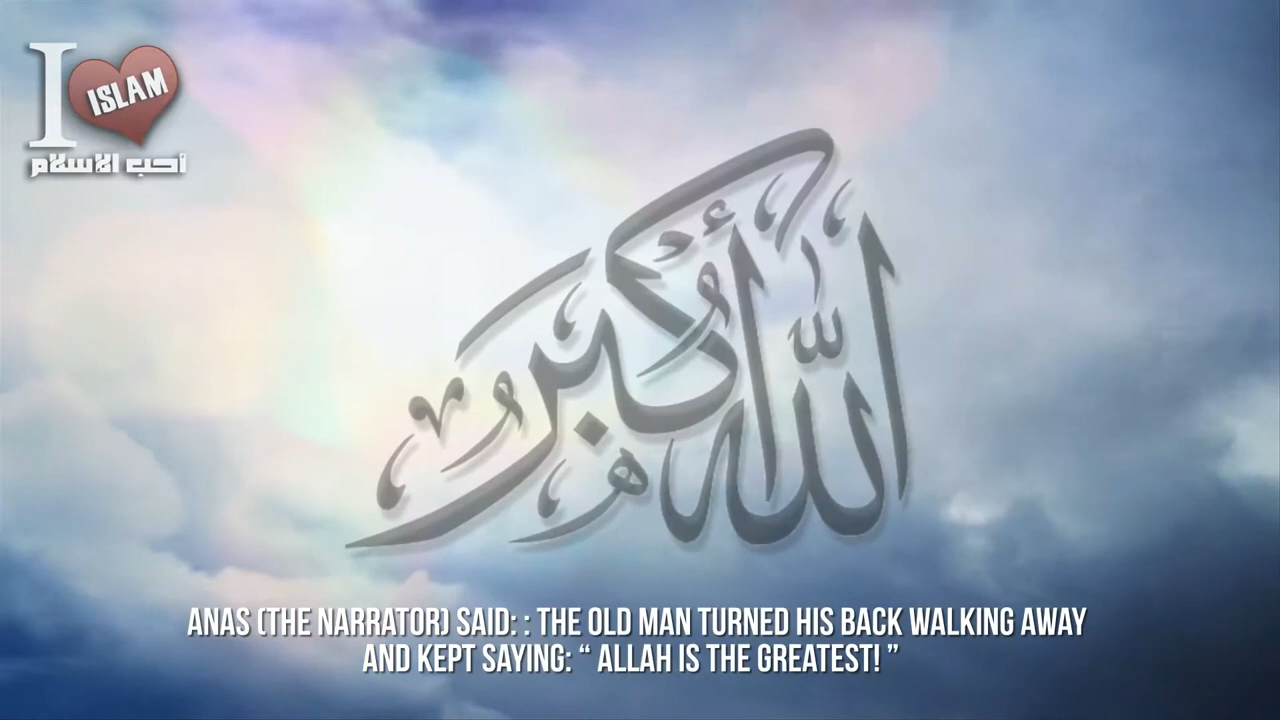 I ISLAM
أحب الاسلام
الله أكبر
ANAS (THE NARRATOR) SAID: : THE OLD MAN TURNED HIS BACK WALKING AWAY
AND KEPT SAYING: “ ALLAH IS THE GREATEST! ”